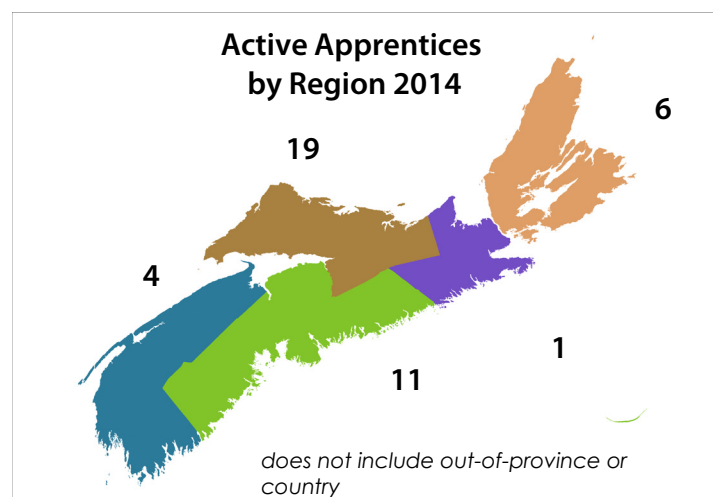 Active Apprentices
by Region 2014
6
19
4
1
11
does not include out-of-province or
country